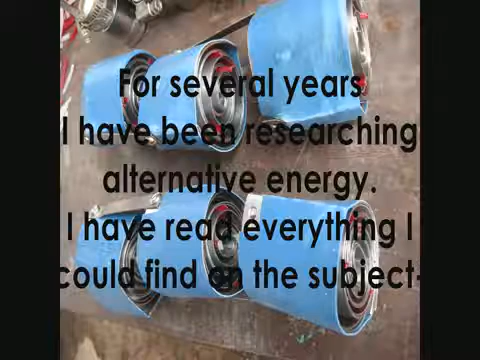 For several years
I have been researching
alternative energy.
I have read everything I
could find on the subject-